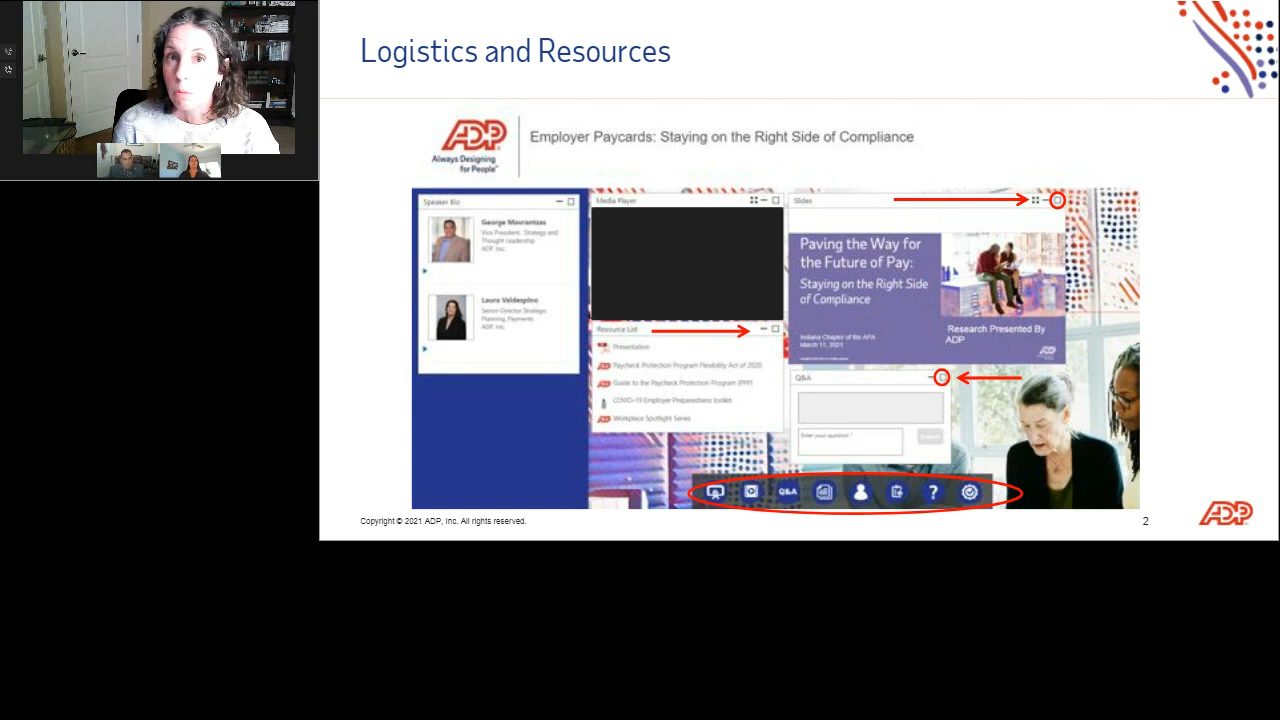 Logistics and Resources
ADP
Always Designing
for People
Employer Paycards: Staying on the Right Side of Compliance
Speaker Bio
George Mavrantzas
Vice President, Strategy and
Thought Leadership
ADP, Inc.
Laura Valdespino
Senior Director Strategic
Planning, Payments
ADP, Inc.
Media Player
Resource List
Presentation
Paycheck Protection Program Flexibility Act of 2020
Guide to the Paycheck Protection Program (PPP)
COVID-19 Employer Preparedness toolkit
Workplace Spotlight Series
Slides
Paving the Way for
the Future of Pay:
Staying on the Right Side
of Compliance
Indiana Chapter of the APA
March 11, 2021
Research Presented By
ADP
ADP
Q&A
Enter your question *
Submit
Q&A
?
Copyright © 2021 ADP, Inc. All rights reserved.
2
ADP